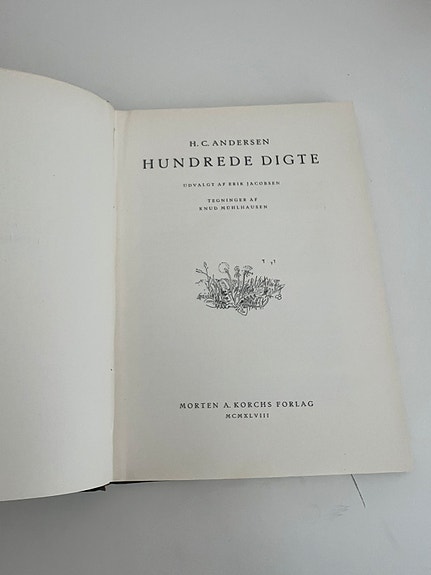 H. C. ANDERSEN
HUNDREDE DIGTE
UDVALGT AF ERIK JACOBSEN
TEGNINGER AF
KNUD MÜHLHAUSEN
MORTEN A. KORCHS FORLAG
MCMXLVIII